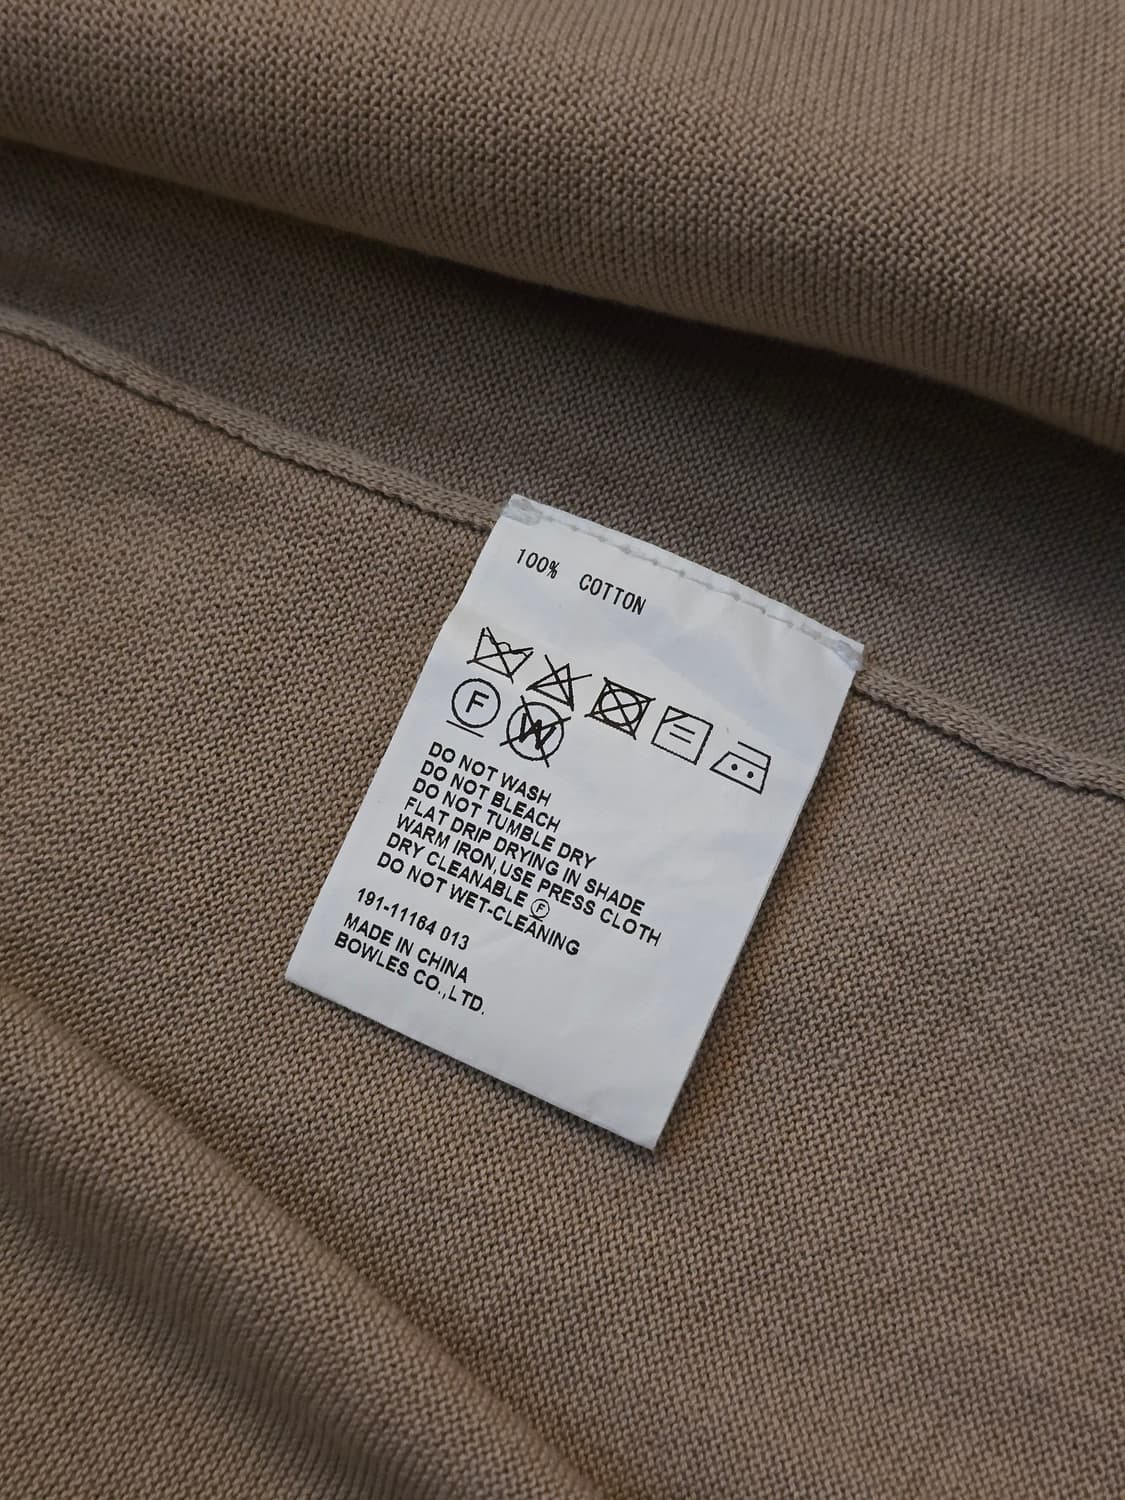 100% COTTON
F W
DO NOT WASH
DO NOT BLEACH
DO NOT TUMBLE DRY
FLAT DRIP DRYING IN SHADE
WARM IRON,USE PRESS CLOTH
DRY CLEANABLE Ⓕ
DO NOT WET-CLEANING
191-11164 013
MADE IN CHINA
BOWLES CO.,LTD.